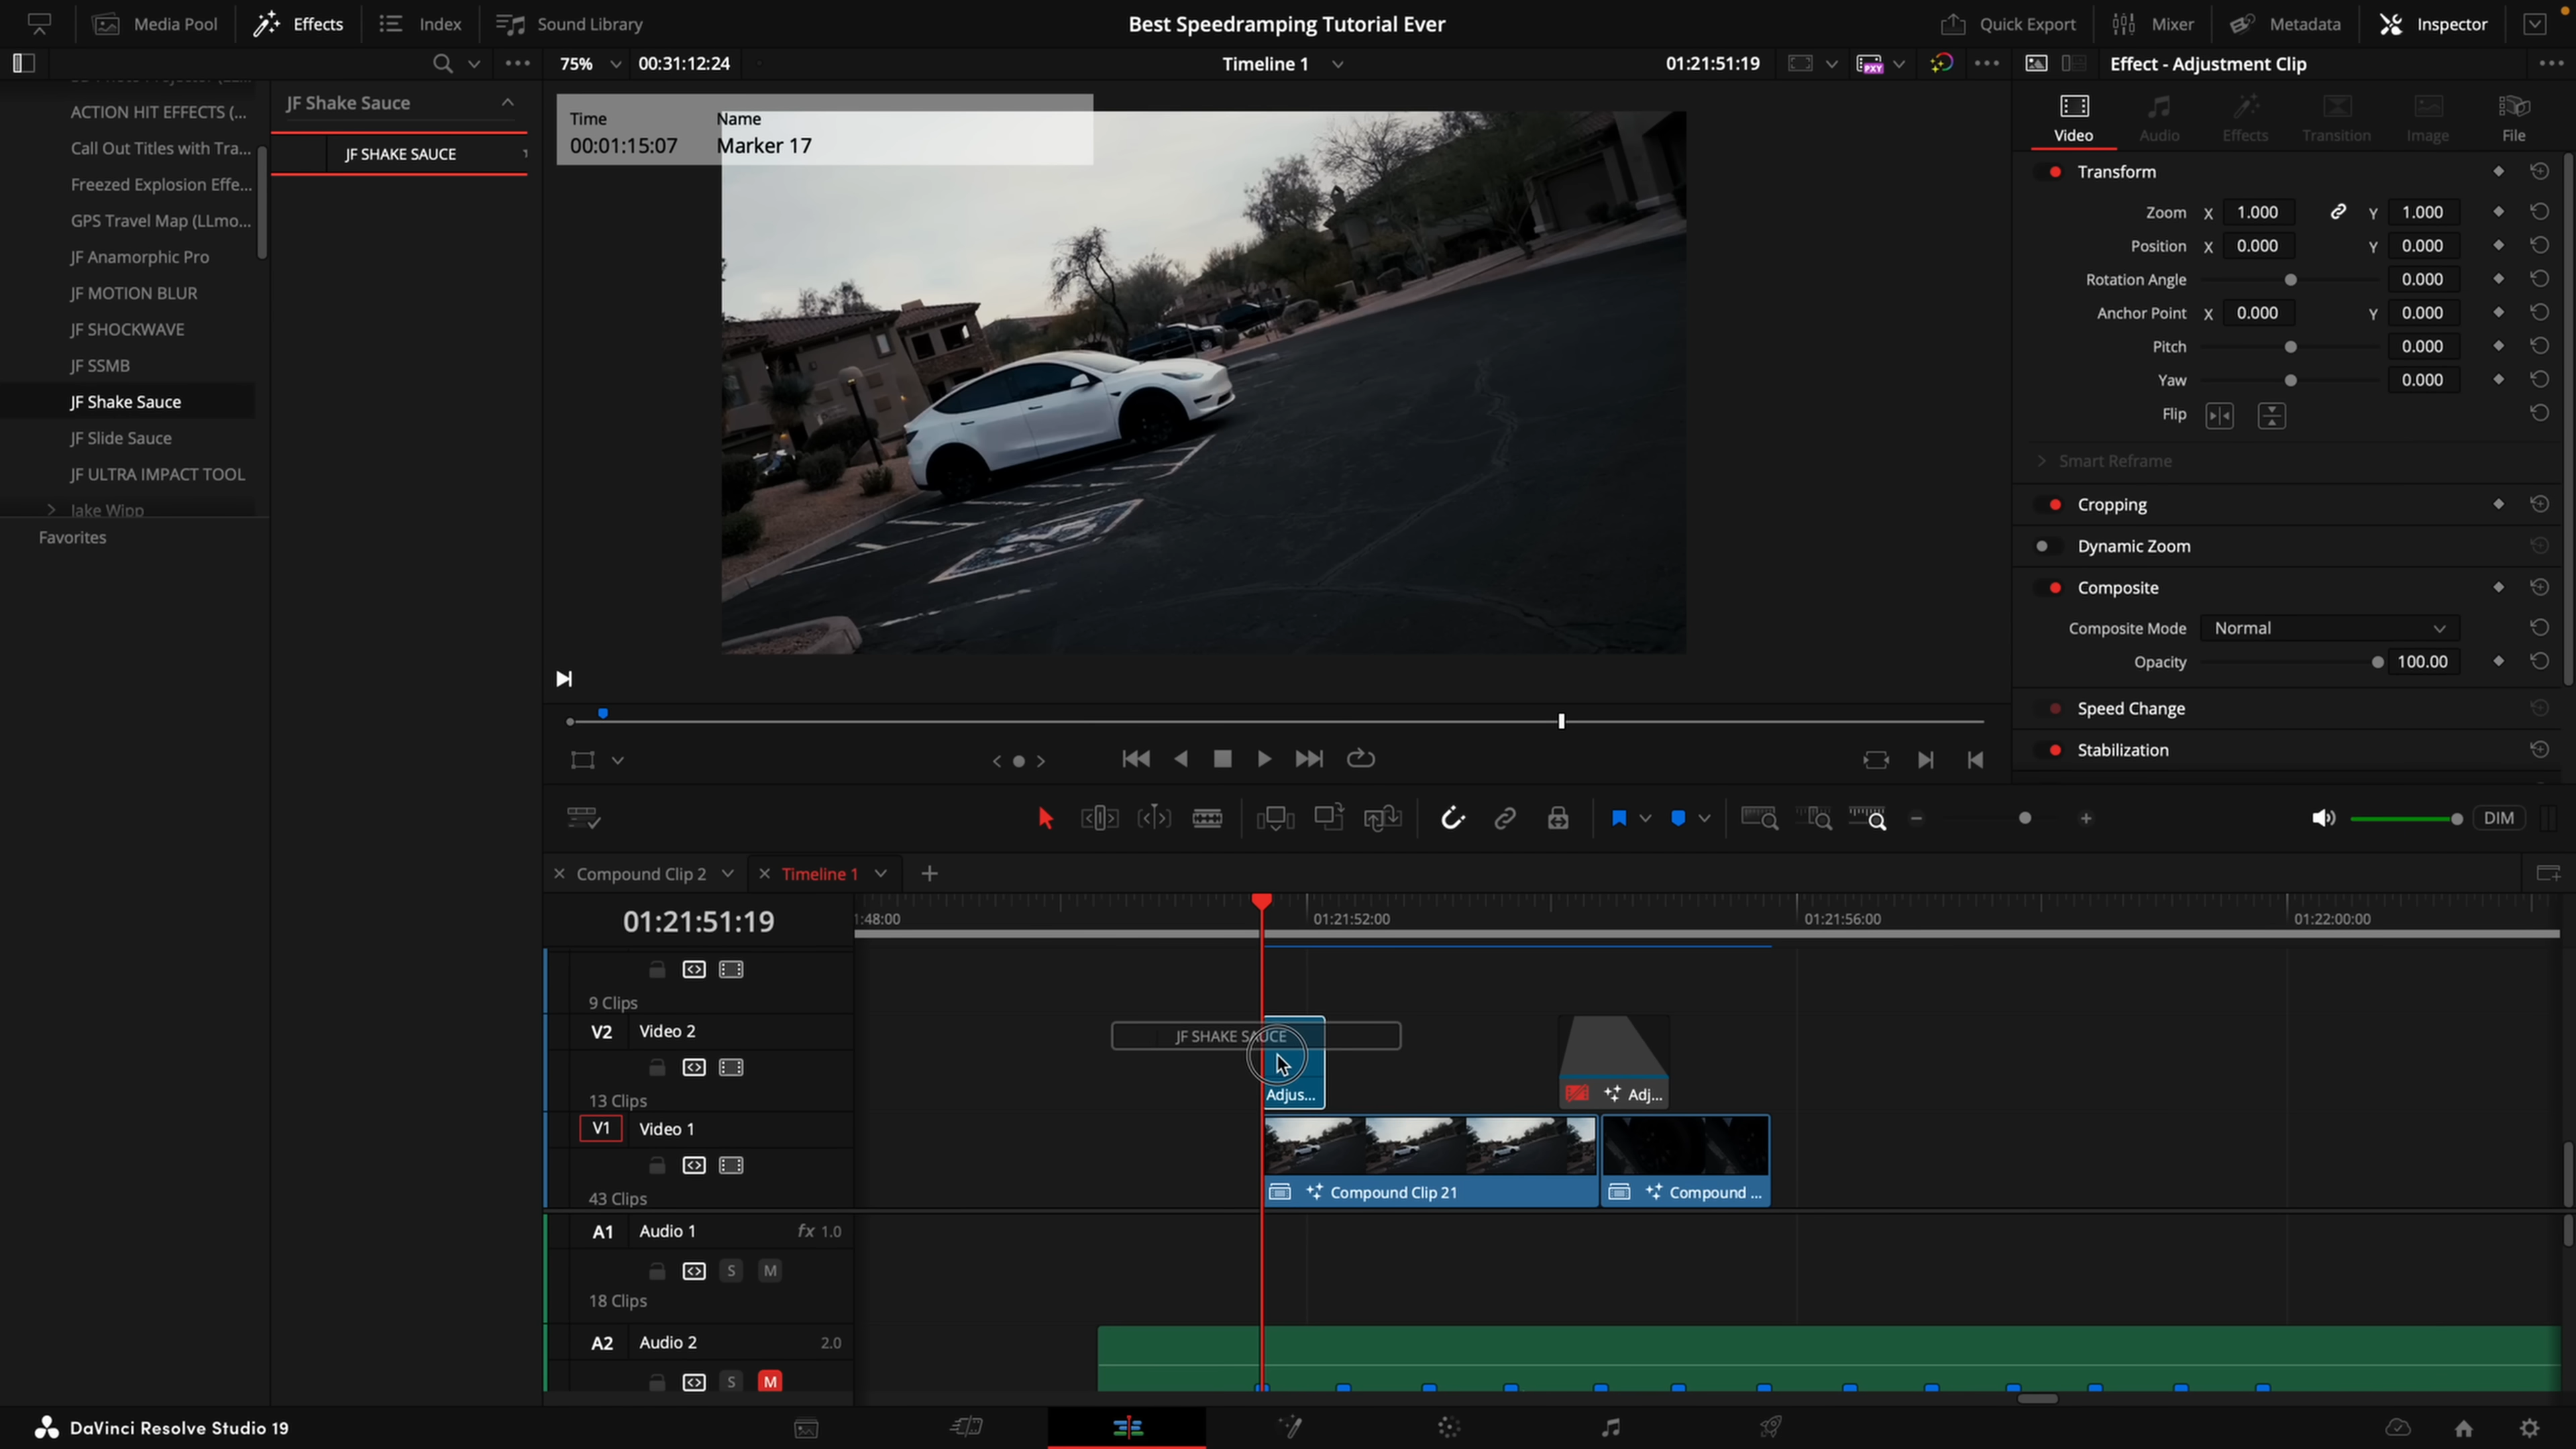 Media Pool
Effects
Index
Sound Library
Best Speedramping Tutorial Ever
Quick Export
Mixer
Metadata
Inspector
75%
00:31:12:24
Timeline 1
01:21:51:19
PXY
Effect - Adjustment Clip
ACTION HIT EFFECTS (...
Call Out Titles with Tra...
Freezed Explosion Effe...
GPS Travel Map (LLmo...
JF Anamorphic Pro
JF MOTION BLUR
JF SHOCKWAVE
JF SSMB
JF Shake Sauce
JF Slide Sauce
JF ULTRA IMPACT TOOL
Jake Wipp
Favorites
JF Shake Sauce
JF SHAKE SAUCE
Time
Name
00:01:15:07
Marker 17
Video
Audio
Effects
Transition
Image
File
Transform
Zoom X 1.000 Y 1.000
Position X 0.000 Y 0.000
Rotation Angle 0.000
Anchor Point X 0.000 Y 0.000
Pitch 0.000
Yaw 0.000
Flip
Smart Reframe
Cropping
Dynamic Zoom
Composite
Composite Mode Normal
Opacity 100.00
Speed Change
Stabilization
DIM
Compound Clip 2
Timeline 1
01:21:51:19
1:48:00
01:21:52:00
01:21:56:00
01:22:00:00
9 Clips
V2 Video 2
13 Clips
JF SHAKE SAUCE
Adjus...
Adj...
V1 Video 1
43 Clips
Compound Clip 21
Compound ...
A1 Audio 1 fx 1.0
S M
18 Clips
A2 Audio 2 2.0
S M
DaVinci Resolve Studio 19